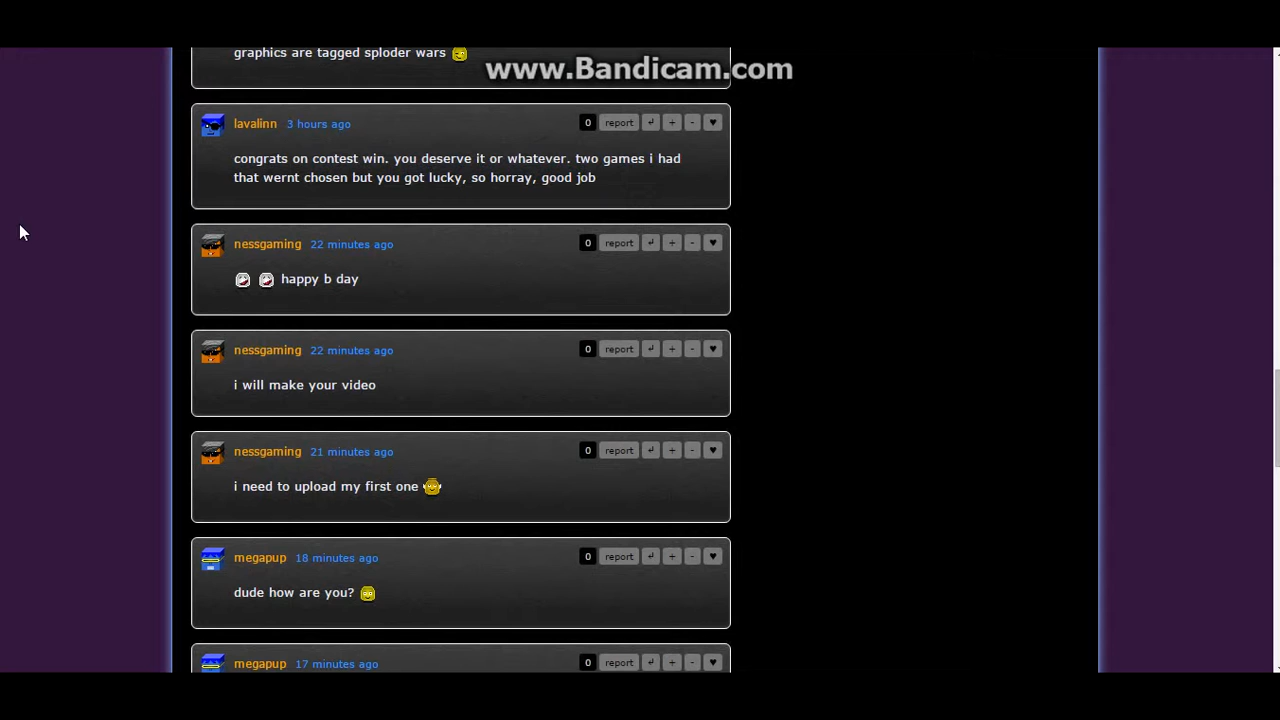 graphics are tagged sploder wars
www.Bandicam.com
lavalinn 3 hours ago 0 report + - ♥
congrats on contest win. you deserve it or whatever. two games i had
that wernt chosen but you got lucky, so horray, good job
nessgaming 22 minutes ago 0 report + - ♥
happy b day
nessgaming 22 minutes ago 0 report + - ♥
i will make your video
nessgaming 21 minutes ago 0 report + - ♥
i need to upload my first one
megapup 18 minutes ago 0 report + - ♥
dude how are you?
megapup 17 minutes ago 0 report + - ♥